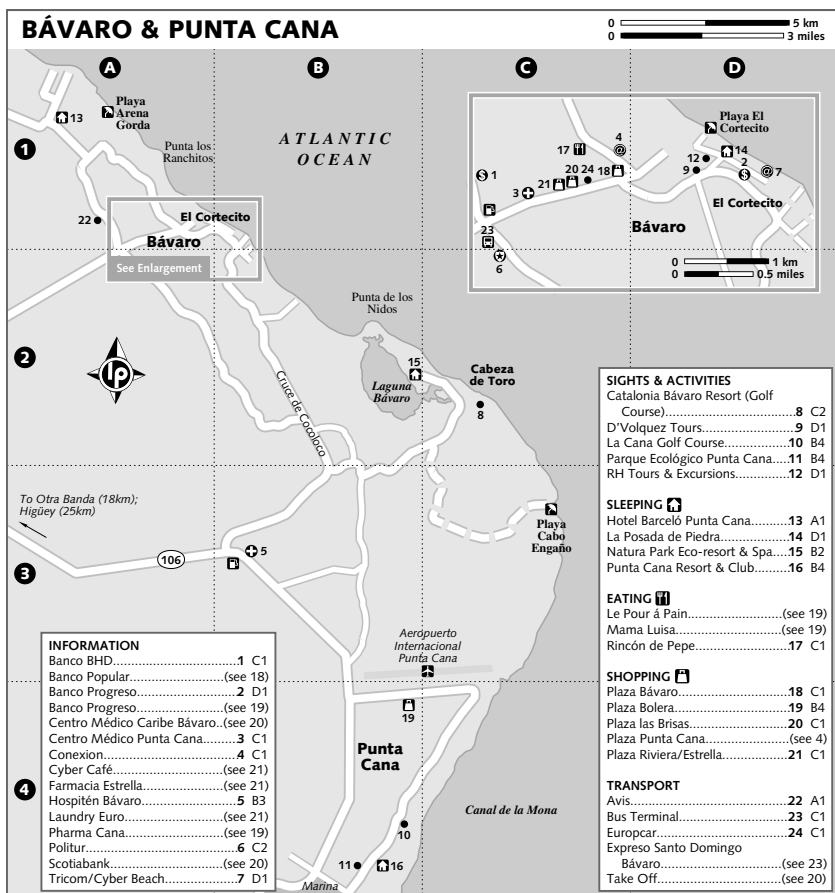 BÁVARO & PUNTA CANA
0 5 km
0 3 miles
A B C D
1
2
3
4
13
Playa
Arena
Gorda
Punta los
Ranchitos
ATLANTIC
OCEAN
22
El Cortecito
Bávaro
See Enlargement
Playa El
Cortecito
4
17
14
12
2
1
20 24
18
9
7
3
21
El Cortecito
23
Bávaro
6
0 1 km
0 0.5 miles
Punta de los
Nidos
lp
15
Laguna
Bávaro
Cabeza
de Toro
8
Cruce de Cocoloco
To Otra Banda (18km);
Higüey (25km)
106
5
Playa
Cabo
Engaño
Aeropuerto
Internacional
Punta Cana
19
Punta
Cana
Canal de la Mona
10
11
16
Marina
INFORMATION
Banco BHD..............................1 C1
Banco Popular........................(see 18)
Banco Progreso......................2 D1
Banco Progreso......................(see 19)
Centro Médico Caribe Bávaro..(see 20)
Centro Médico Punta Cana.......3 C1
Conexion................................4 C1
Cyber Café.............................(see 21)
Farmacia Estrella.....................(see 21)
Hospitén Bávaro......................5 B3
Laundry Euro..........................(see 21)
Pharma Cana..........................(see 19)
Politur....................................6 C2
Scotiabank..............................(see 20)
Tricom/Cyber Beach................7 D1
SIGHTS & ACTIVITIES
Catalonia Bávaro Resort (Golf
Course)..............................8 C2
D'Volquez Tours......................9 D1
La Cana Golf Course................10 B4
Parque Ecológico Punta Cana....11 B4
RH Tours & Excursions.............12 D1
SLEEPING
Hotel Barceló Punta Cana.........13 A1
La Posada de Piedra.................14 D1
Natura Park Eco-resort & Spa....15 B2
Punta Cana Resort & Club.........16 B4
EATING
Le Pour á Pain.........................(see 19)
Mama Luisa............................(see 19)
Rincón de Pepe.......................17 C1
SHOPPING
Plaza Bávaro...........................18 C1
Plaza Bolera...........................19 B4
Plaza las Brisas........................20 C1
Plaza Punta Cana.....................(see 4)
Plaza Riviera/Estrella................21 C1
TRANSPORT
Avis.......................................22 A1
Bus Terminal...........................23 C1
Europcar................................24 C1
Expreso Santo Domingo
Bávaro...............................(see 23)
Take Off.................................(see 20)